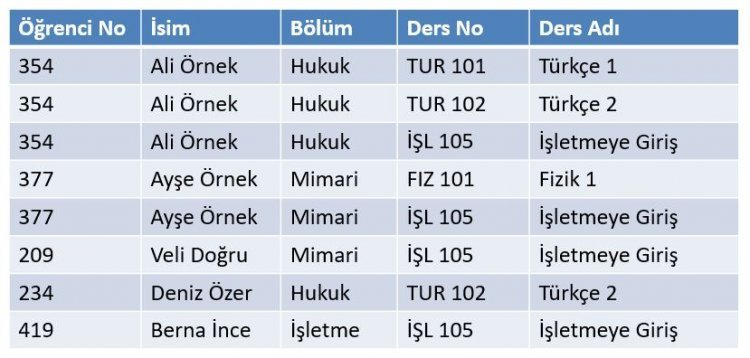 Öğrenci No İsim Bölüm Ders No Ders Adı
354 Ali Örnek Hukuk TUR 101 Türkçe 1
354 Ali Örnek Hukuk TUR 102 Türkçe 2
354 Ali Örnek Hukuk İŞL 105 İşletmeye Giriş
377 Ayşe Örnek Mimari FIZ 101 Fizik 1
377 Ayşe Örnek Mimari İŞL 105 İşletmeye Giriş
209 Veli Doğru Mimari İŞL 105 İşletmeye Giriş
234 Deniz Özer Hukuk TUR 102 Türkçe 2
419 Berna İnce İşletme İŞL 105 İşletmeye Giriş